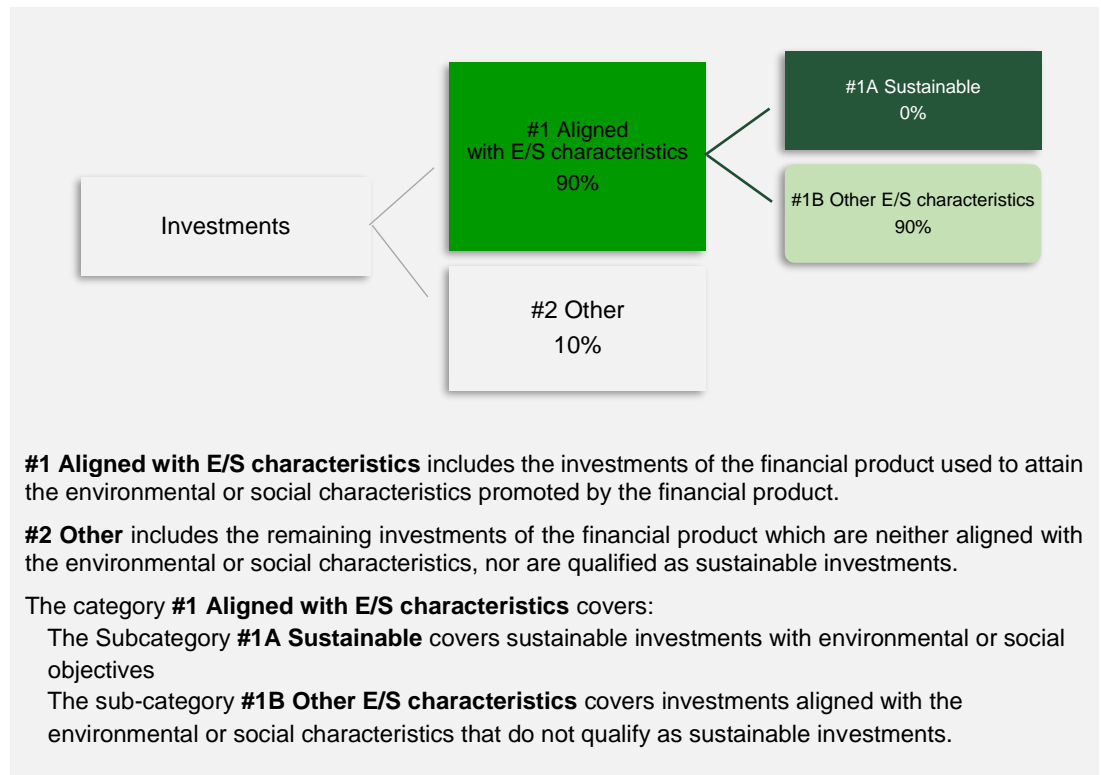 #1A Sustainable
0%
#1 Aligned
with E/S characteristics
90%
#1B Other E/S characteristics
90%
Investments
#2 Other
10%
#1 Aligned with E/S characteristics includes the investments of the financial product used to attain
the environmental or social characteristics promoted by the financial product.
#2 Other includes the remaining investments of the financial product which are neither aligned with
the environmental or social characteristics, nor are qualified as sustainable investments.
The category #1 Aligned with E/S characteristics covers:
The Subcategory #1A Sustainable covers sustainable investments with environmental or social
objectives
The sub-category #1B Other E/S characteristics covers investments aligned with the
environmental or social characteristics that do not qualify as sustainable investments.